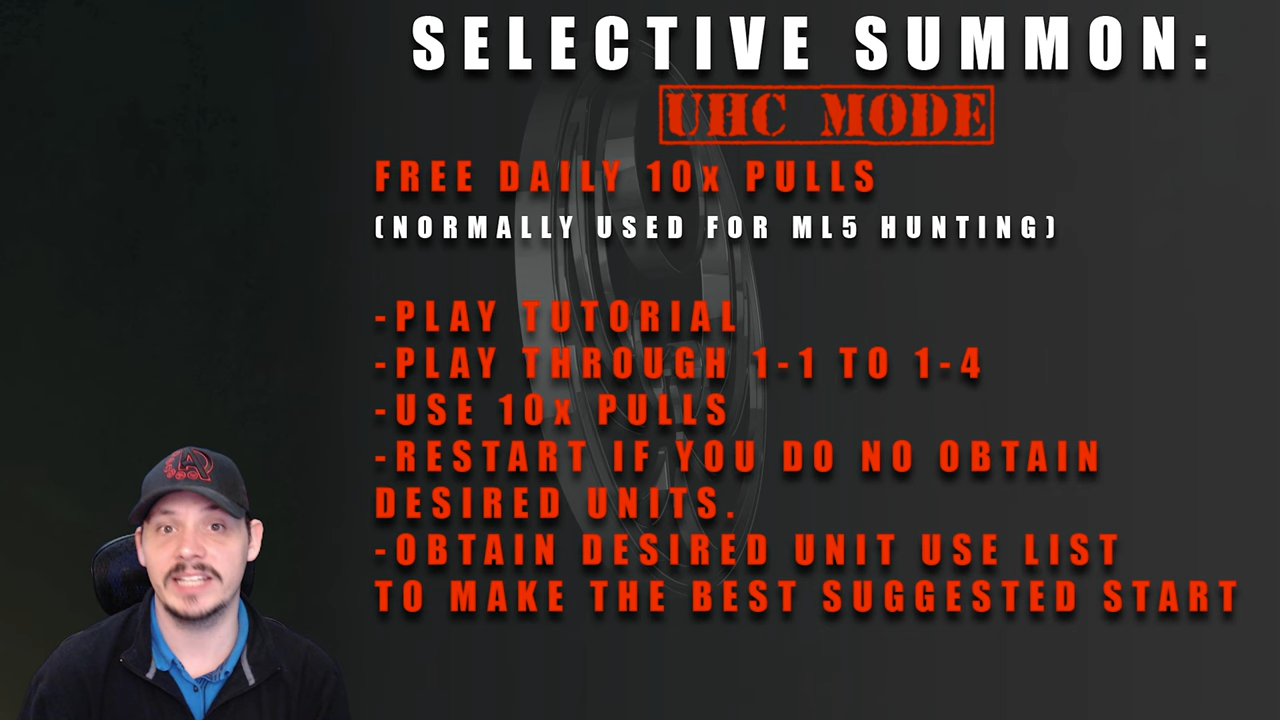 SELECTIVE SUMMON:
UHC MODE
FREE DAILY 10x PULLS
(NORMALLY USED FOR ML5 HUNTING)
-PLAY TUTORIAL
-PLAY THROUGH 1-1 TO 1-4
-USE 10x PULLS
-RESTART IF YOU DO NO OBTAIN
DESIRED UNITS.
-OBTAIN DESIRED UNIT USE LIST
TO MAKE THE BEST SUGGESTED START